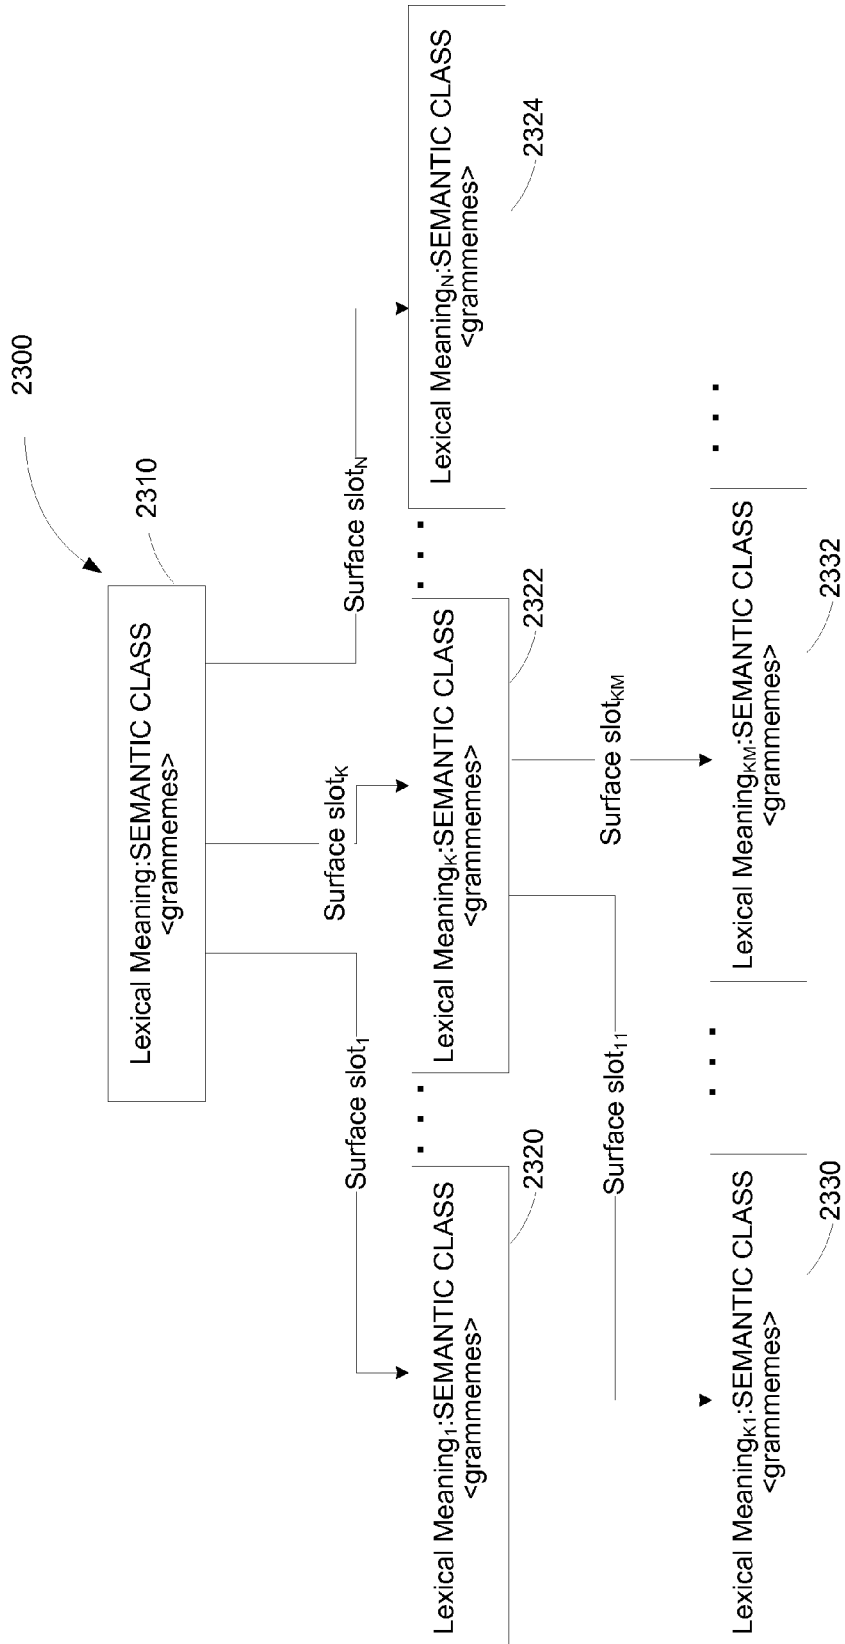 2300
2310
Lexical Meaning:SEMANTIC CLASS
<grammemes>
Surface slot₁
Surface slotK
Surface slotN
Lexical Meaning₁:SEMANTIC CLASS
<grammemes>
2320
. . .
Lexical MeaningK:SEMANTIC CLASS
<grammemes>
2322
. . .
Lexical MeaningN:SEMANTIC CLASS
<grammemes>
2324
Surface slot₁₁
Surface slotKM
Lexical MeaningK1:SEMANTIC CLASS
<grammemes>
2330
. . .
Lexical MeaningKM:SEMANTIC CLASS
<grammemes>
2332
. . .